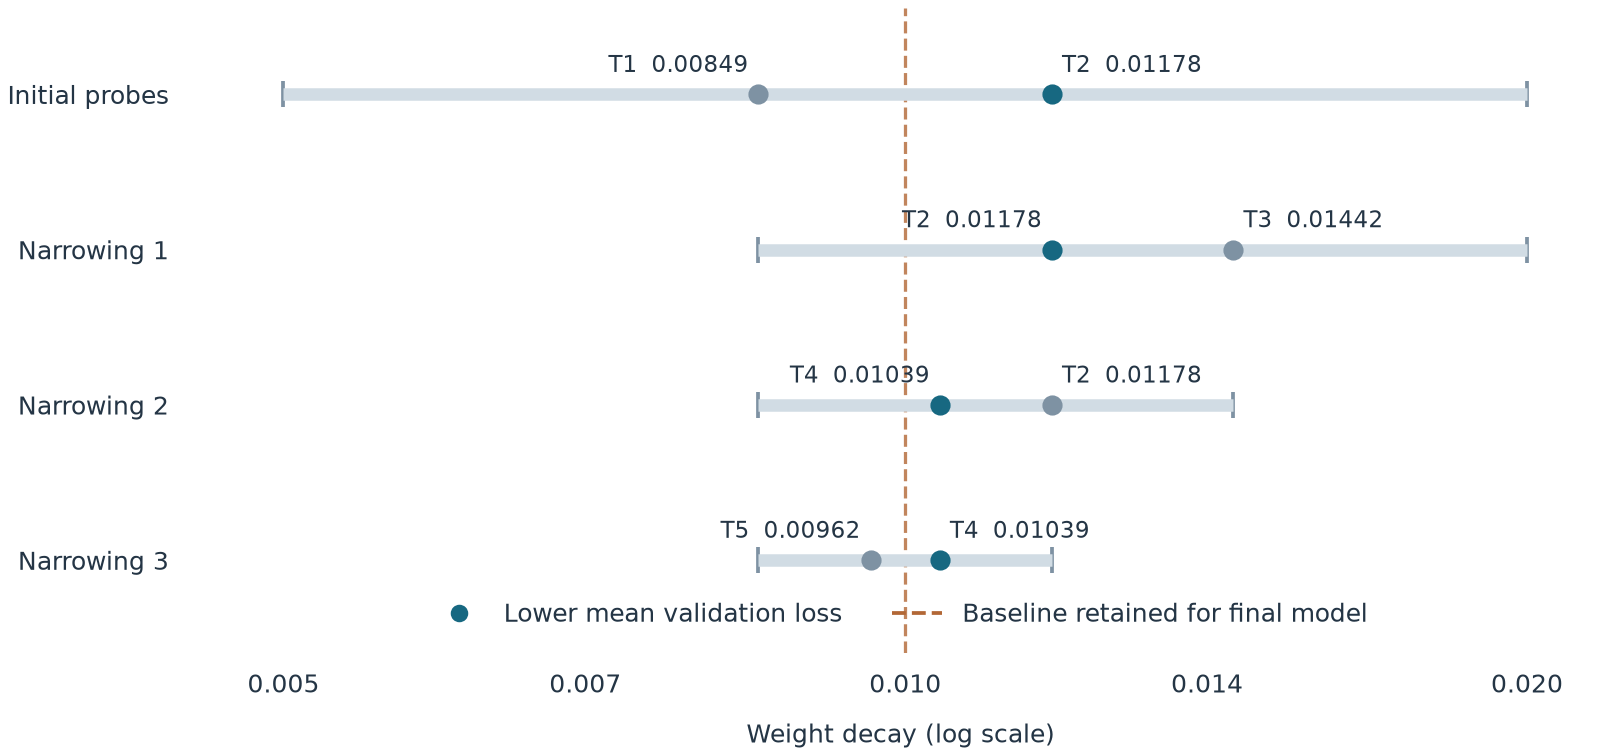 T1 0.00849 T2 0.01178
Initial probes
T2 0.01178 T3 0.01442
Narrowing 1
T4 0.01039 T2 0.01178
Narrowing 2
T5 0.00962 T4 0.01039
Narrowing 3
Lower mean validation loss Baseline retained for final model
0.005 0.007 0.010 0.014 0.020
Weight decay (log scale)